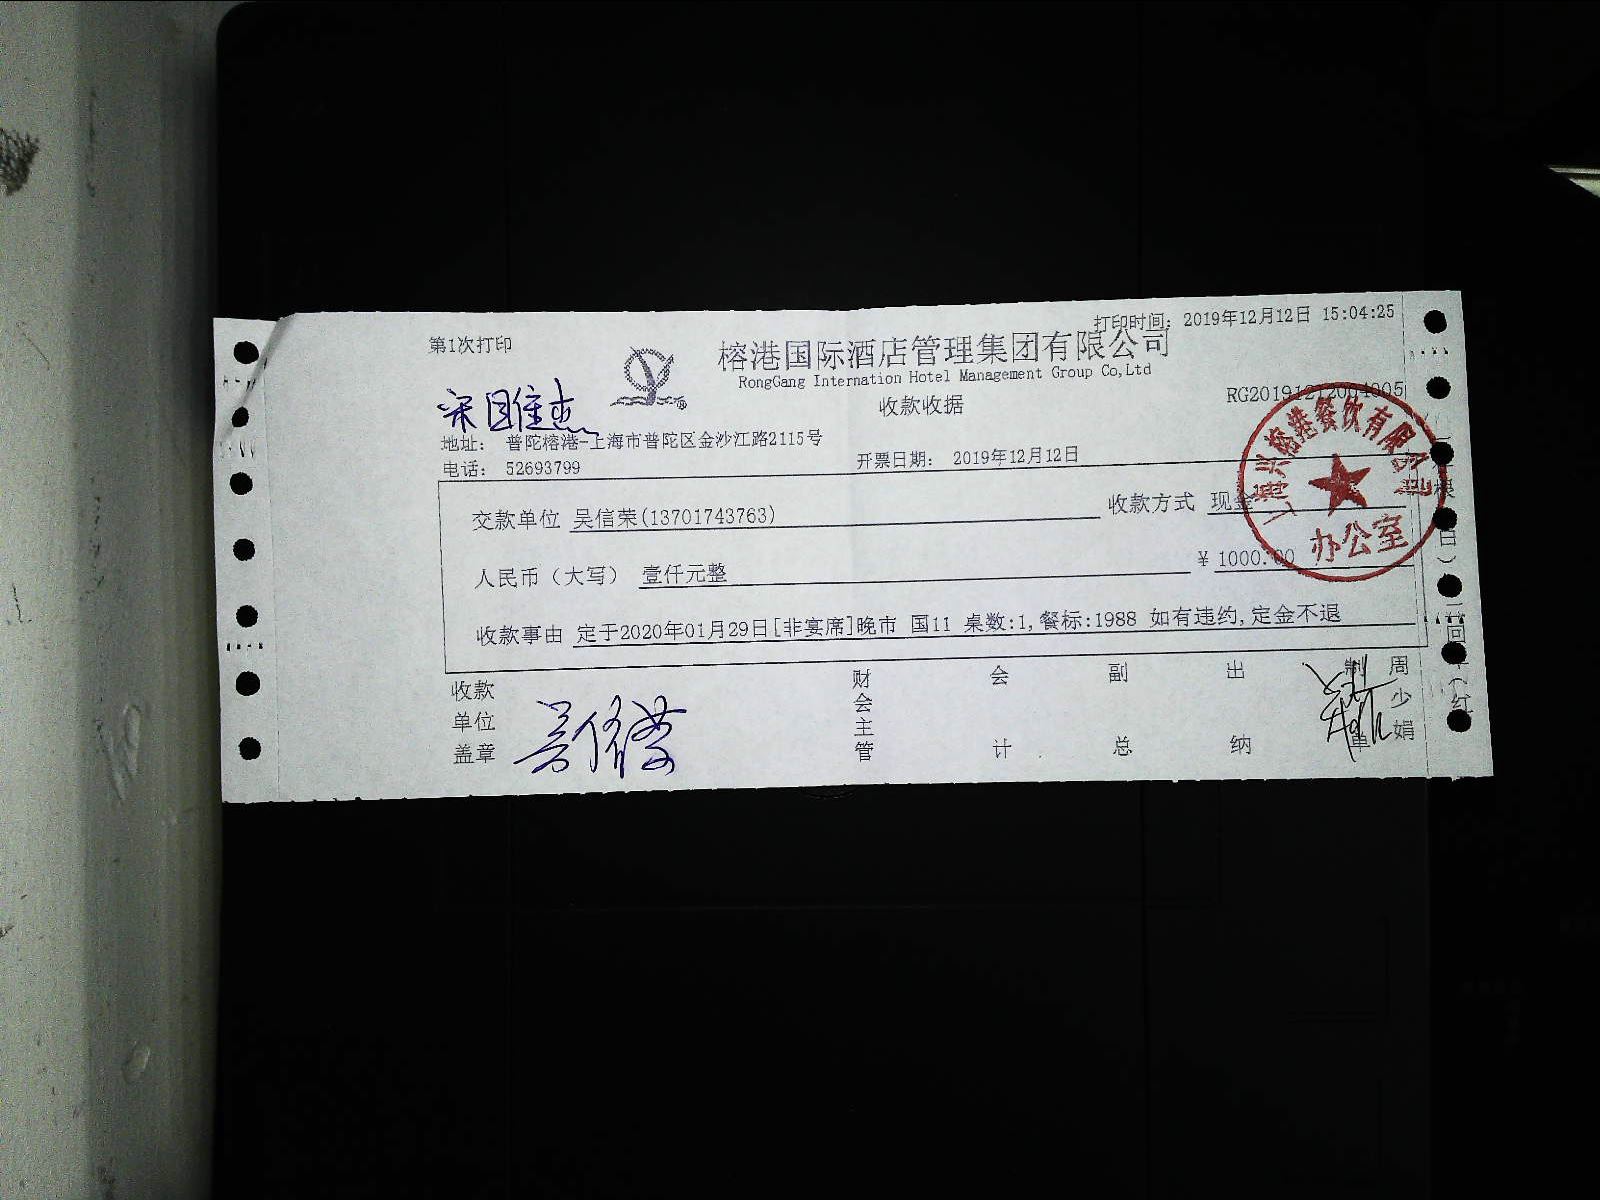 第1次打印
打印时间: 2019年12月12日 15:04:25
榕港国际酒店管理集团有限公司
RongGang Internation Hotel Management Group Co,Ltd
收款收据
地址: 普陀榕港-上海市普陀区金沙江路2115号
电话: 52693799
开票日期: 2019年12月12日
交款单位 吴信荣(13701743763)
收款方式 现金
人民币（大写） 壹仟元整
¥ 1000.00
收款事由 定于2020年01月29日[非宴席]晚市 国11 桌数:1,餐标:1988 如有违约,定金不退
收款单位盖章
吴信荣
财会主管
会计
副总
出纳
制单
周少娟
办公室